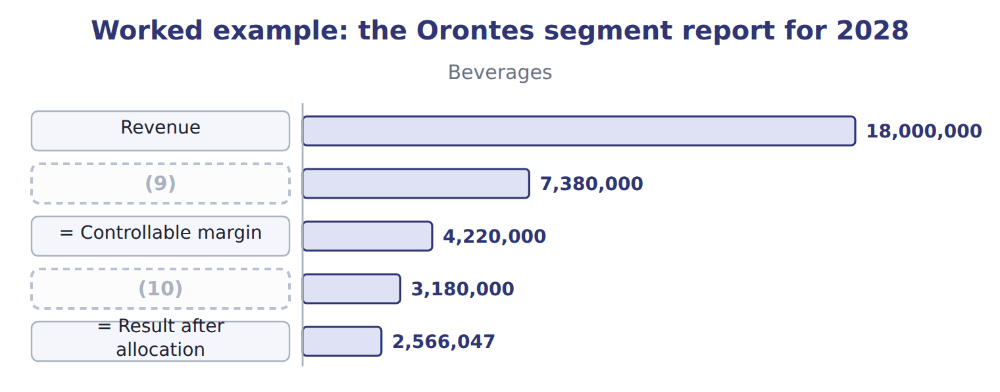 Worked example: the Orontes segment report for 2028
Beverages
Revenue
18,000,000
(9)
7,380,000
= Controllable margin
4,220,000
(10)
3,180,000
= Result after
allocation
2,566,047